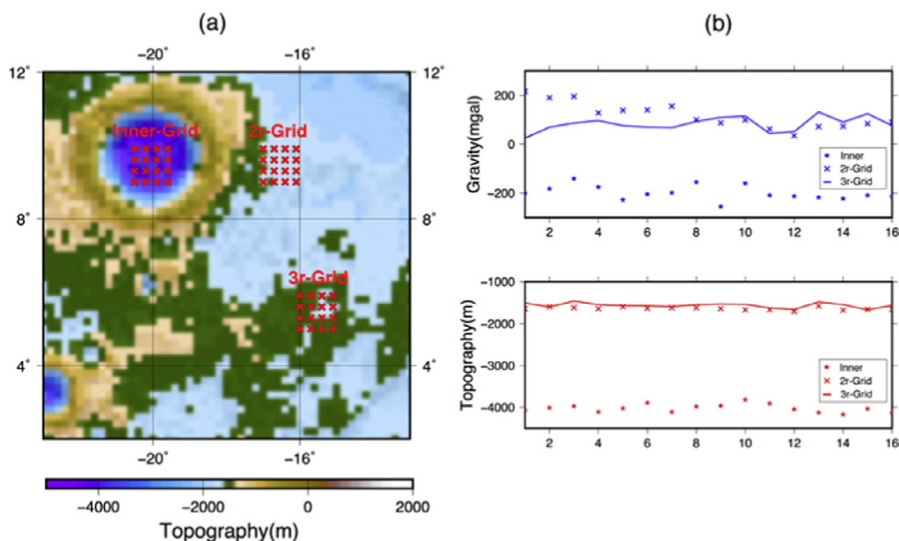 (a)
−20° −16°
12° 12°
Inner-Grid 2r-Grid
8° 8°
3r-Grid
4° 4°
−20° −16°
−4000 −2000 0 2000
Topography(m)
(b)
Gravity(mgal)
200
0
−200
Inner
2r-Grid
3r-Grid
2 4 6 8 10 12 14 16
Topography(m)
−1000
−2000
−3000
−4000
Inner
2r-Grid
3r-Grid
2 4 6 8 10 12 14 16